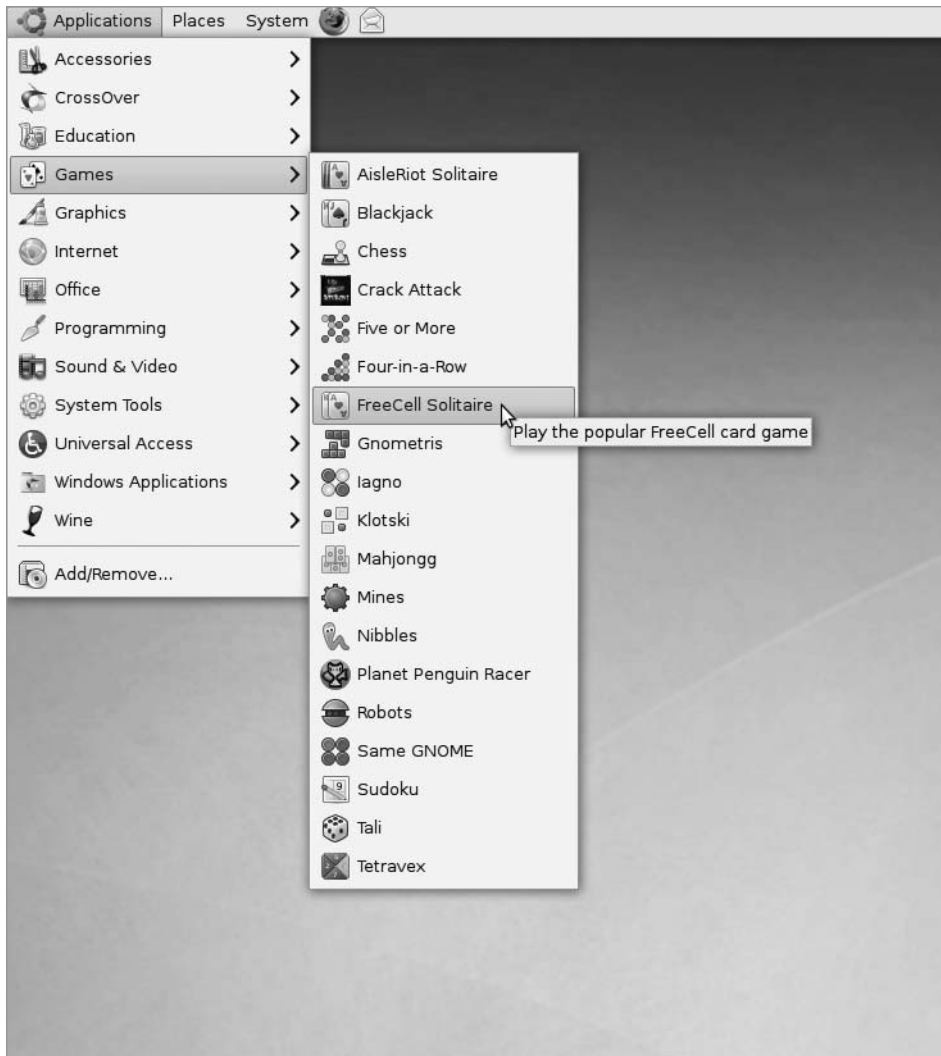 Applications Places System
Accessories
CrossOver
Education
Games
Graphics
Internet
Office
Programming
Sound & Video
System Tools
Universal Access
Windows Applications
Wine
Add/Remove...
AisleRiot Solitaire
Blackjack
Chess
Crack Attack
Five or More
Four-in-a-Row
FreeCell Solitaire
Play the popular FreeCell card game
Gnometris
Iagno
Klotski
Mahjongg
Mines
Nibbles
Planet Penguin Racer
Robots
Same GNOME
Sudoku
Tali
Tetravex